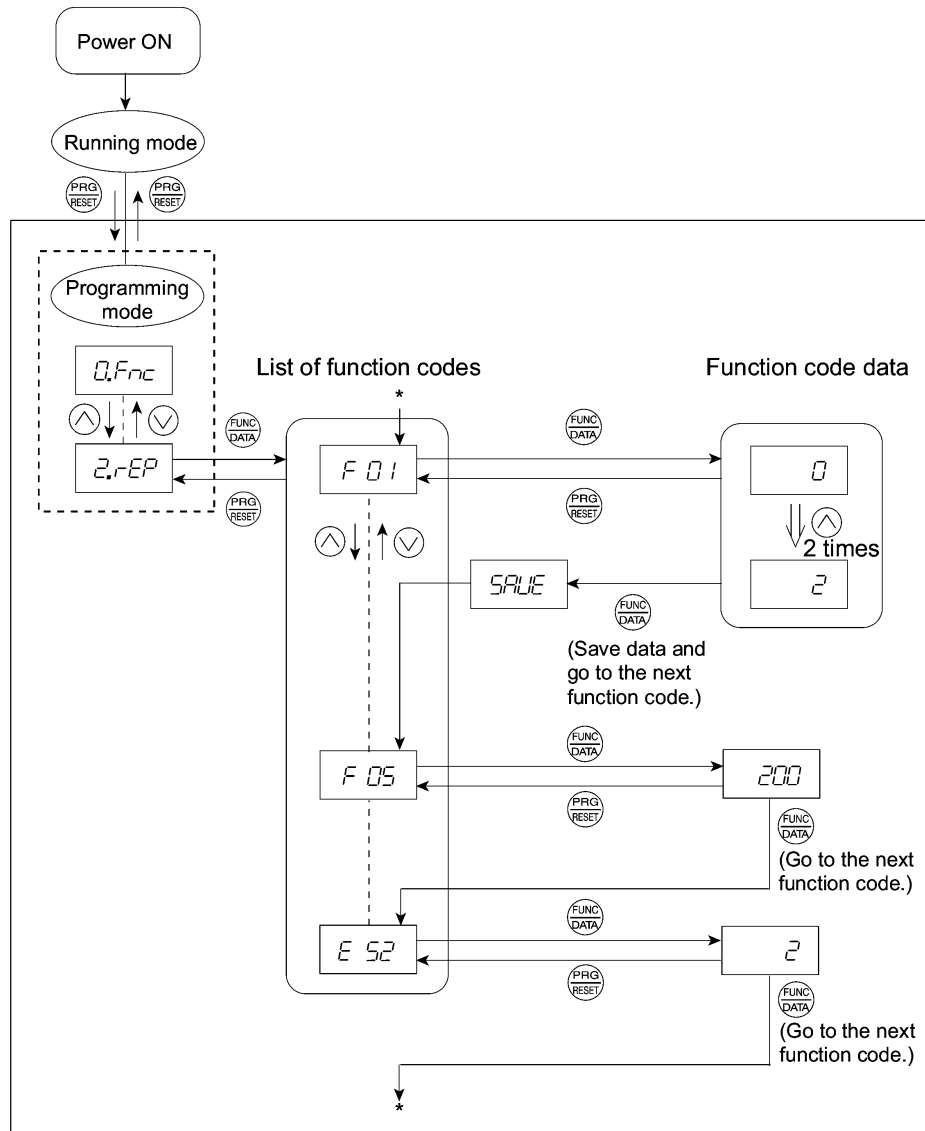 Power ON
Running mode
PRG
RESET
PRG
RESET
Programming
mode
0.Fnc
2.rEP
FUNC
DATA
PRG
RESET
List of function codes
*
F 01
FUNC
DATA
PRG
RESET
Function code data
0
2 times
2
SAVE
FUNC
DATA
(Save data and
go to the next
function code.)
F 05
FUNC
DATA
PRG
RESET
200
FUNC
DATA
(Go to the next
function code.)
E 52
FUNC
DATA
PRG
RESET
2
FUNC
DATA
(Go to the next
function code.)
*